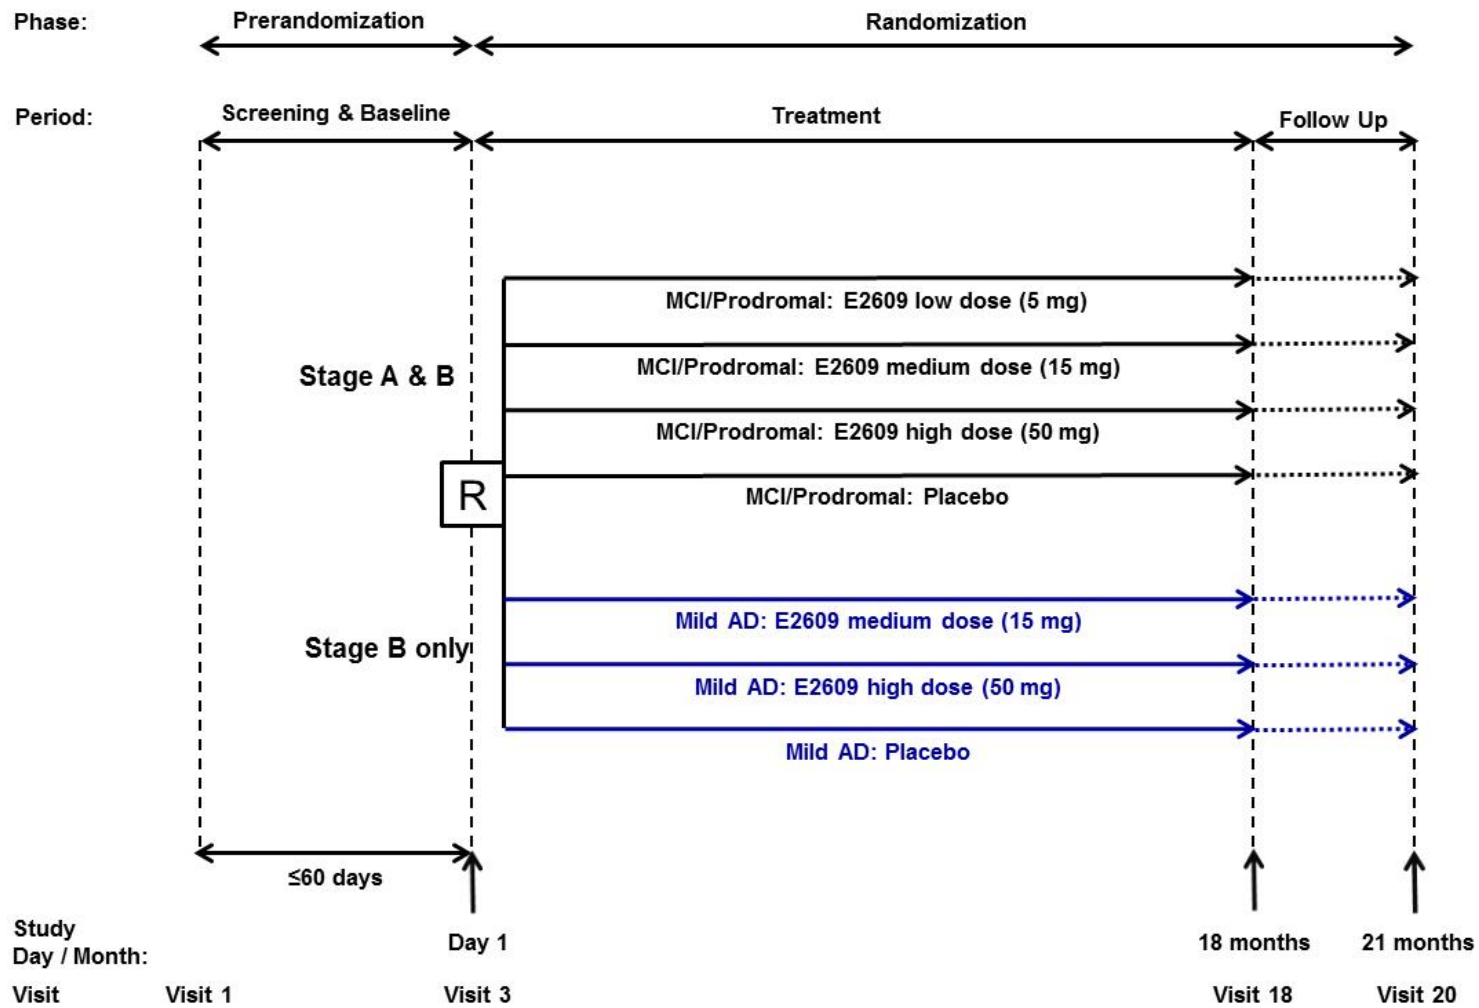 Phase:
Prerandomization
Randomization
Period:
Screening & Baseline
Treatment
Follow Up
MCI/Prodromal: E2609 low dose (5 mg)
Stage A & B
MCI/Prodromal: E2609 medium dose (15 mg)
MCI/Prodromal: E2609 high dose (50 mg)
R
MCI/Prodromal: Placebo
Mild AD: E2609 medium dose (15 mg)
Stage B only
Mild AD: E2609 high dose (50 mg)
Mild AD: Placebo
≤60 days
Study
Day / Month:
Day 1
18 months
21 months
Visit
Visit 1
Visit 3
Visit 18
Visit 20